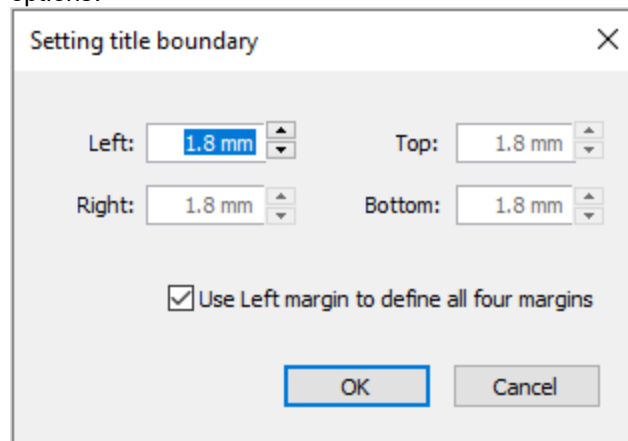 Setting title boundary
Left: 1.8 mm Top: 1.8 mm
Right: 1.8 mm Bottom: 1.8 mm
Use Left margin to define all four margins
OK Cancel